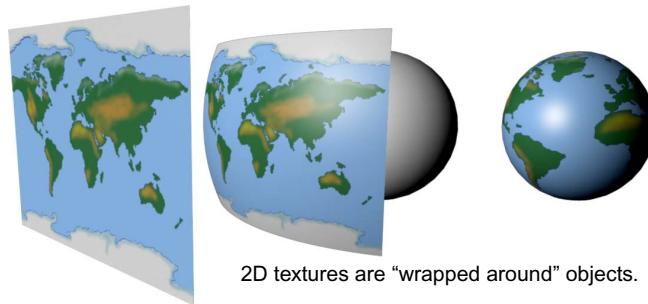 2D textures are “wrapped around” objects.